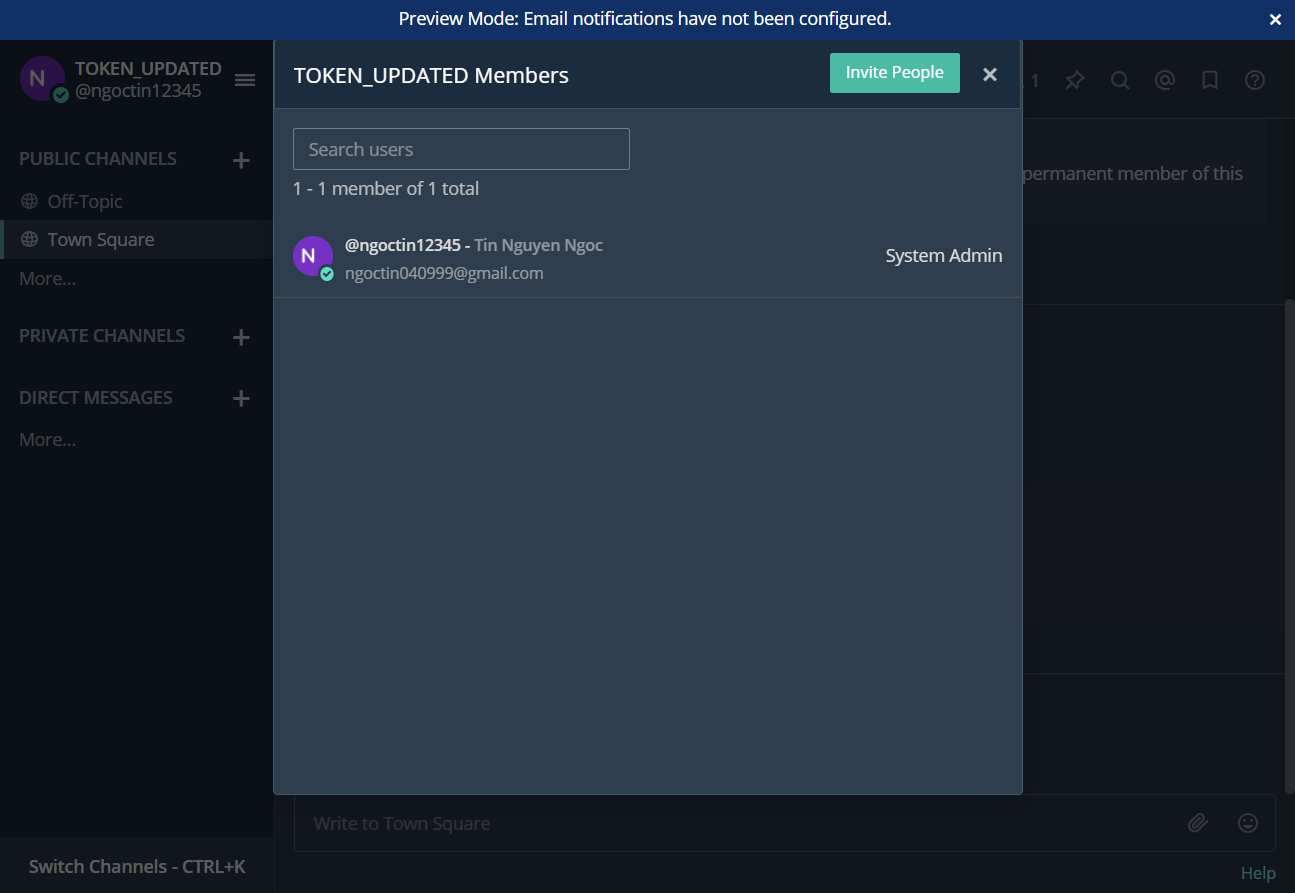 Preview Mode: Email notifications have not been configured.
N
TOKEN_UPDATED
@ngoctin12345
TOKEN_UPDATED Members
Invite People
1
PUBLIC CHANNELS
Off-Topic
Town Square
More...
PRIVATE CHANNELS
DIRECT MESSAGES
More...
Search users
1 - 1 member of 1 total
N
@ngoctin12345 - Tin Nguyen Ngoc
ngoctin040999@gmail.com
System Admin
permanent member of this
Write to Town Square
Switch Channels - CTRL+K
Help